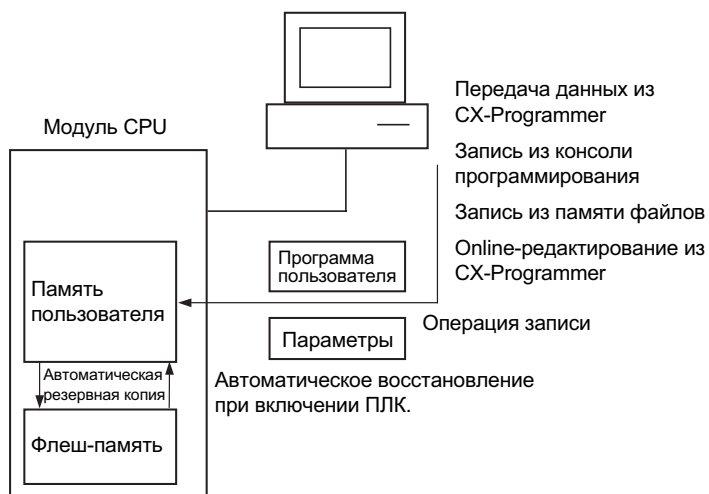 Передача данных из
CX-Programmer
Модуль CPU
Запись из консоли
программирования
Запись из памяти файлов
Online-редактирование из
CX-Programmer
Программа
пользователя
Память
пользователя
Операция записи
Параметры
Автоматическая
резервная копия
Автоматическое восстановление
при включении ПЛК.
Флеш-память